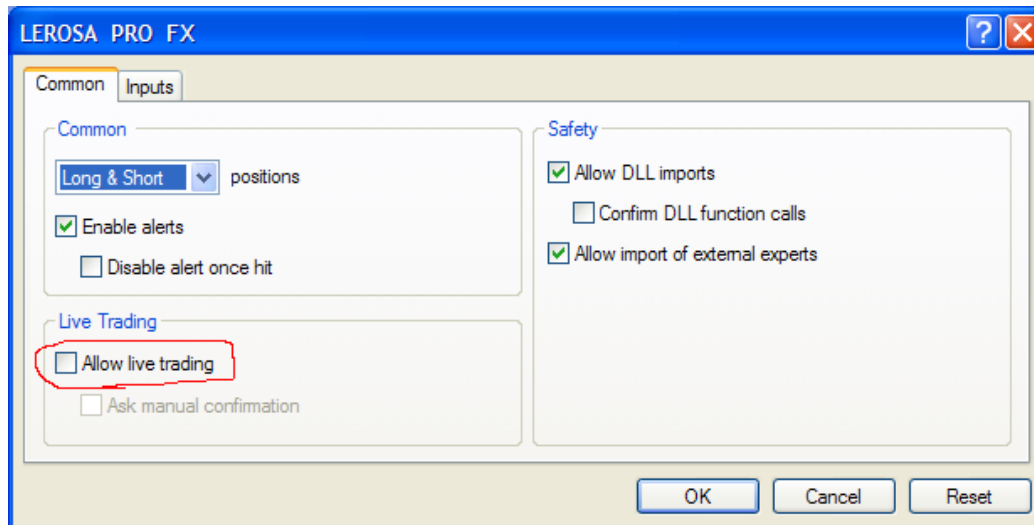 LEROSA PRO FX
Common
Inputs
Common
Long & Short
positions
Enable alerts
Disable alert once hit
Live Trading
Allow live trading
Ask manual confirmation
Safety
Allow DLL imports
Confirm DLL function calls
Allow import of external experts
OK
Cancel
Reset